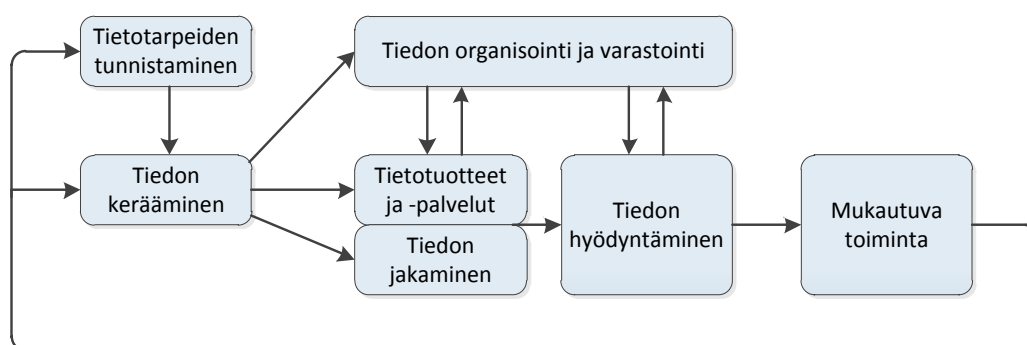 Tietotarpeiden
tunnistaminen
Tiedon organisointi ja varastointi
Tiedon
kerääminen
Tietotuotteet
ja -palvelut
Tiedon
jakaminen
Tiedon
hyödyntäminen
Mukautuva
toiminta